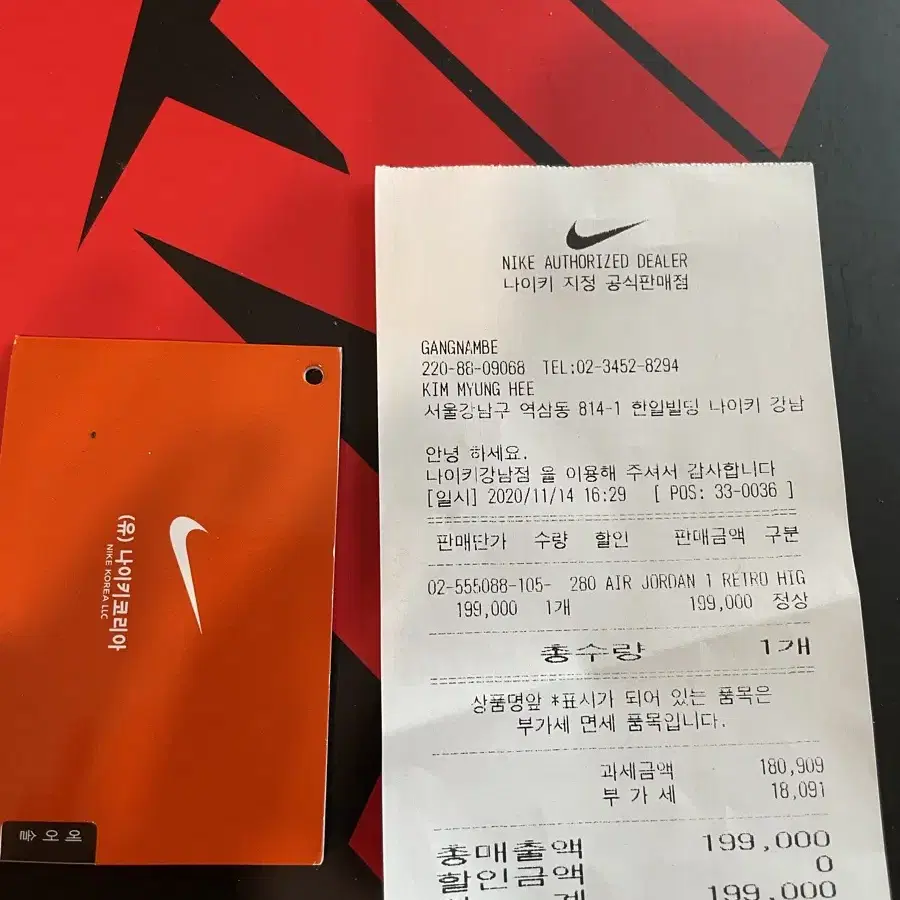 NIKE AUTHORIZED DEALER
나이키 지정 공식판매점
GANGNAMBE
220-88-09068 TEL:02-3452-8294
KIM MYUNG HEE
서울강남구 역삼동 814-1 한일빌딩 나이키 강남
안녕 하세요.
나이키강남점 을 이용해 주셔서 감사합니다
[일시] 2020/11/14 16:29 [ POS: 33-0036 ]
판매단가 수량 할인 판매금액 구분
02-555088-105- 280 AIR JORDAN 1 RETRO HIG
199,000 1개 199,000 정상
총수량 1개
상품명앞 *표시가 되어 있는 품목은
부가세 면세 품목입니다.
과세금액 180,909
부 가 세 18,091
총매출액 199,000
할인금액 0
계 199,000
(유) 나이키코리아
NIKE KOREA LLC
에어솔